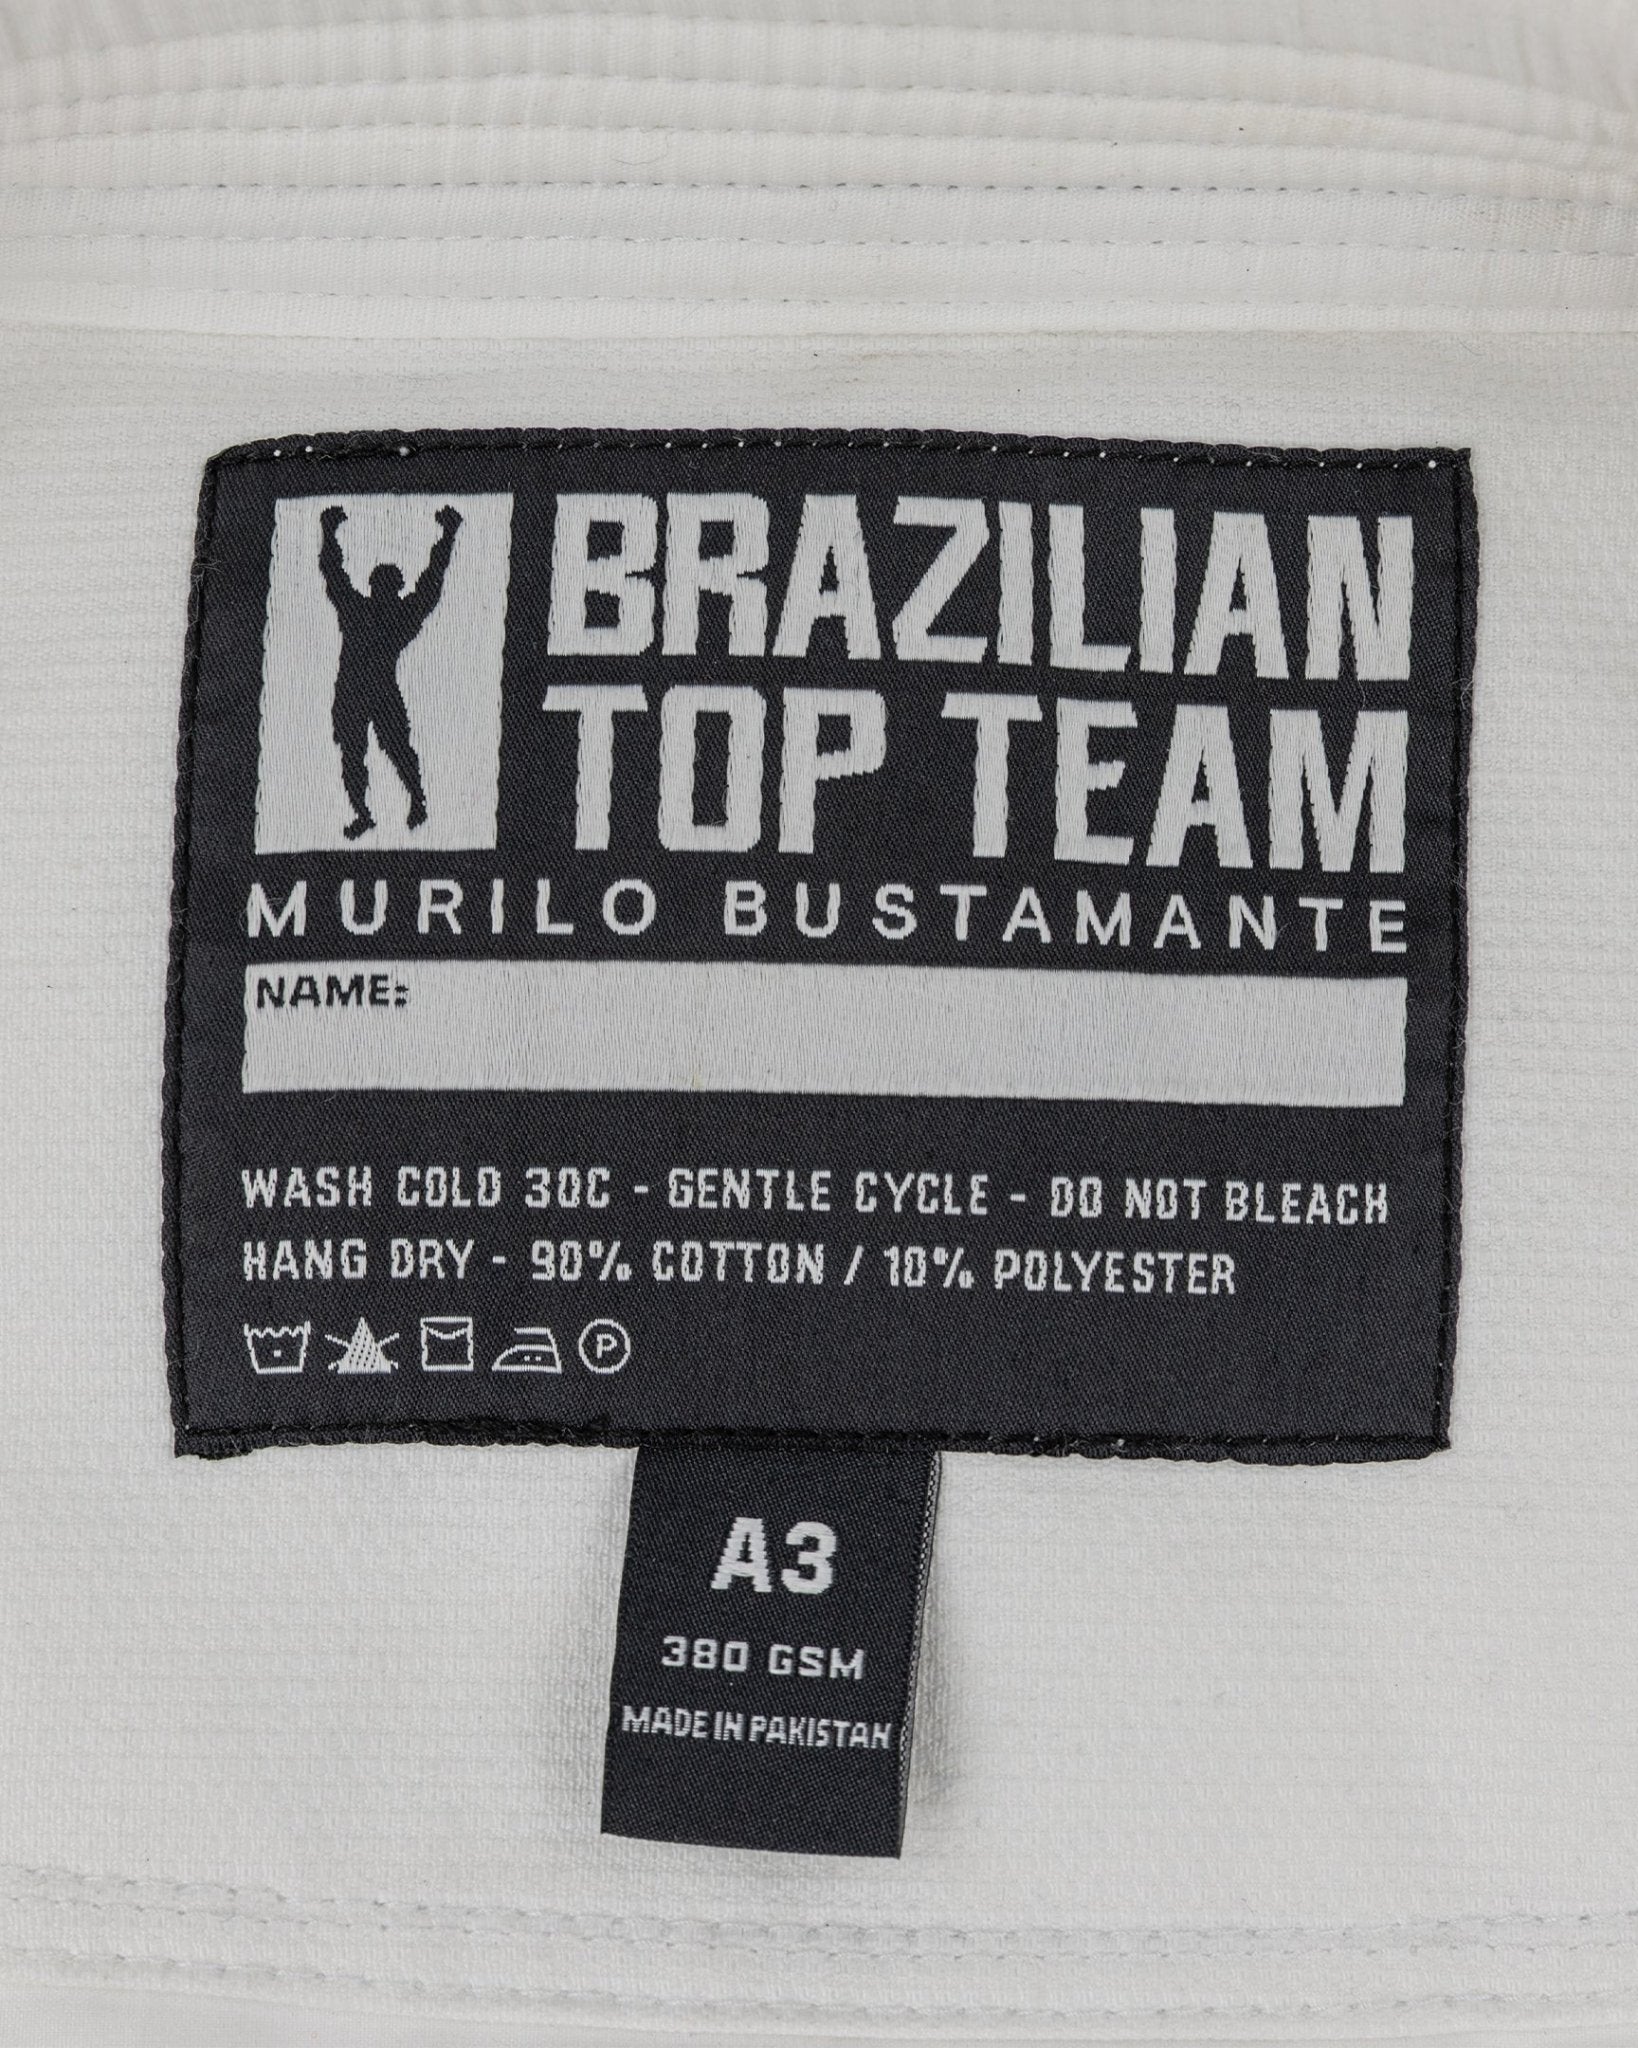 BRAZILIAN
TOP TEAM
MURILO BUSTAMANTE
NAME:
WASH COLD 30C - GENTLE CYCLE - DO NOT BLEACH
HANG DRY - 90% COTTON / 10% POLYESTER
P
A3
380 GSM
MADE IN PAKISTAN